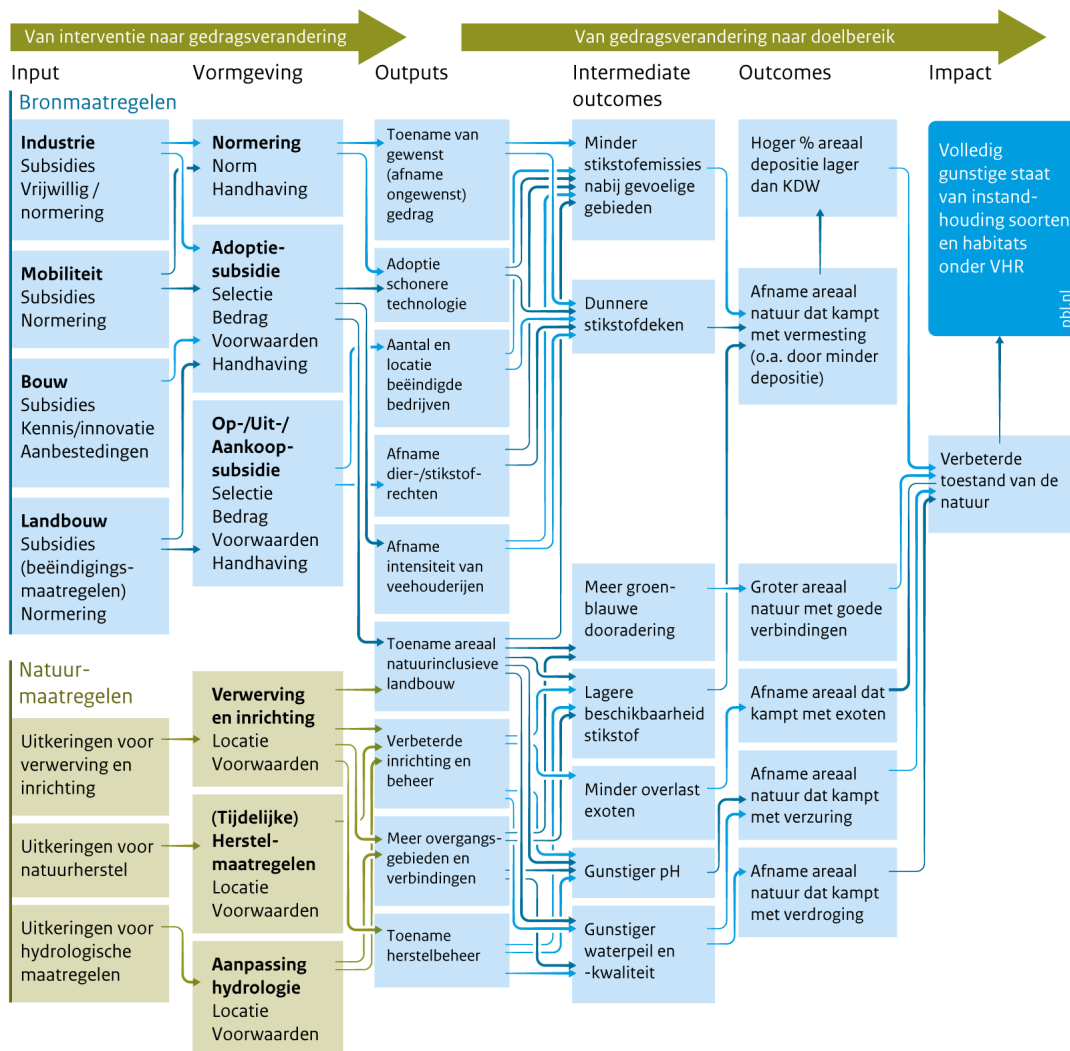 Van interventie naar gedragsverandering
Van gedragsverandering naar doelbereik
Input
Vormgeving
Outputs
Intermediate
outcomes
Outcomes
Impact
Bronmaatregelen
Industrie
Subsidies
Vrijwillig /
normering
Mobiliteit
Subsidies
Normering
Bouw
Subsidies
Kennis/innovatie
Aanbestedingen
Landbouw
Subsidies
(beëindigings-
maatregelen)
Normering
Natuur-
maatregelen
Uitkeringen voor
verwerving en
inrichting
Uitkeringen voor
natuurherstel
Uitkeringen voor
hydrologische
maatregelen
Normering
Norm
Handhaving
Adoptie-
subsidie
Selectie
Bedrag
Voorwaarden
Handhaving
Op-/Uit-/
Aankoop-
subsidie
Selectie
Bedrag
Voorwaarden
Handhaving
Verwerving
en inrichting
Locatie
Voorwaarden
(Tijdelijke)
Herstel-
maatregelen
Locatie
Voorwaarden
Aanpassing
hydrologie
Locatie
Voorwaarden
Toename van
gewenst
(afname
ongewenst)
gedrag
Adoptie
schonere
technologie
Aantal en
locatie
beëindigde
bedrijven
Afname
dier-/stikstof-
rechten
Afname
intensiteit van
veehouderijen
Toename areaal
natuurinclusieve
landbouw
Verbeterde
inrichting en
beheer
Meer overgangs-
gebieden en
verbindingen
Toename
herstelbeheer
Minder
stikstofemissies
nabij gevoelige
gebieden
Dunnere
stikstofdeken
Meer groen-
blauwe
dooradering
Lagere
beschikbaarheid
stikstof
Minder overlast
exoten
Gunstiger pH
Gunstiger
waterpeil en
-kwaliteit
Hoger % areaal
depositie lager
dan KDW
Afname areaal
natuur dat kampt
met vermesting
(o.a. door minder
depositie)
Groter areaal
natuur met goede
verbindingen
Afname areaal dat
kampt met exoten
Afname areaal
natuur dat kampt
met verzuring
Afname areaal
natuur dat kampt
met verdroging
Volledig
gunstige staat
van instand-
houding soorten
en habitats
onder VHR
pbl.nl
Verbeterde
toestand van de
natuur